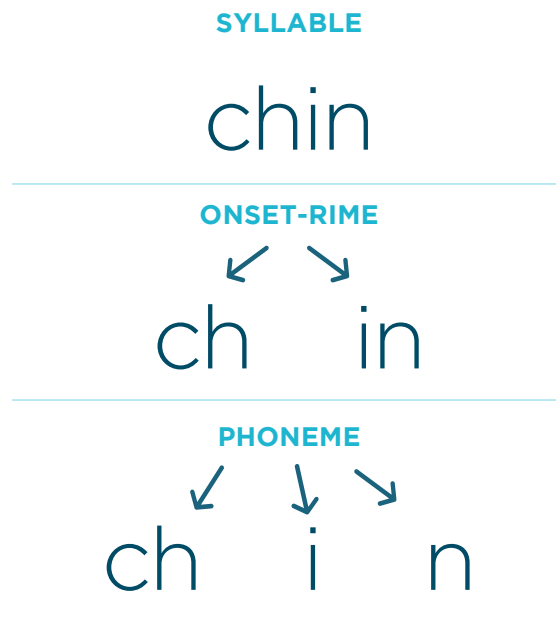 SYLLABLE
chin
ONSET-RIME
ch in
PHONEME
ch i n